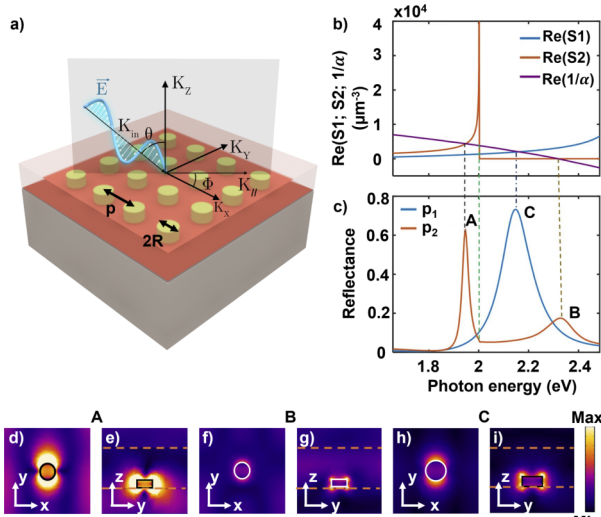 a)
E
K_in
θ
K_Z
K_Y
K_//
Φ
K_X
p
2R
b)
x10⁴
Re(S1; S2; 1/α)
(μm⁻³)
4
3
2
1
0
Re(S1)
Re(S2)
Re(1/α)
c)
Reflectance
0.8
0.6
0.4
0.2
0
p₁
p₂
A
C
B
1.8 2 2.2 2.4
Photon energy (eV)
A B C
Max
d) e) f) g) h) i)
y z y z y z
x y x y x y